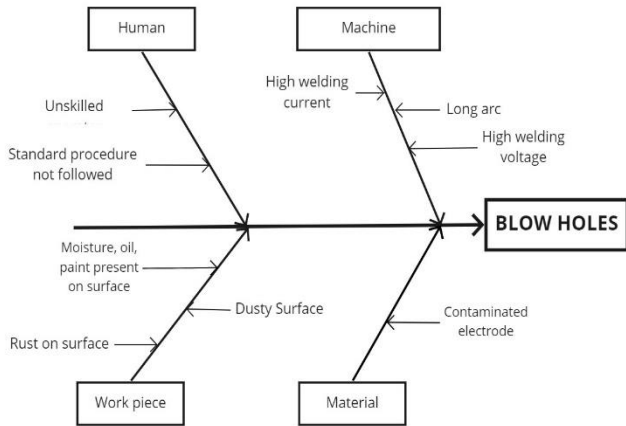 Human
Machine
High welding
current
Unskilled
Long arc
High welding
voltage
Standard procedure
not followed
BLOW HOLES
Moisture, oil,
paint present
on surface
Dusty Surface
Contaminated
electrode
Rust on surface
Work piece
Material